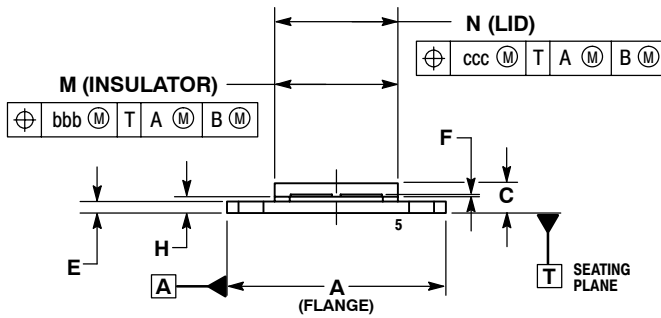 N (LID)
⌖ ccc Ⓜ T A Ⓜ B Ⓜ
M (INSULATOR)
⌖ bbb Ⓜ T A Ⓜ B Ⓜ
F
C
H
E
5
A
A
(FLANGE)
T
SEATING
PLANE